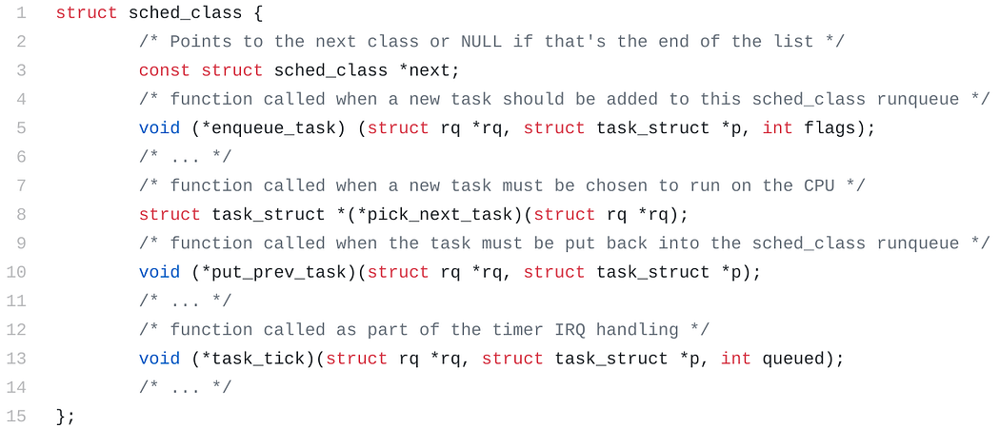 1 struct sched_class {
2 /* Points to the next class or NULL if that's the end of the list */
3 const struct sched_class *next;
4 /* function called when a new task should be added to this sched_class runqueue */
5 void (*enqueue_task) (struct rq *rq, struct task_struct *p, int flags);
6 /* ... */
7 /* function called when a new task must be chosen to run on the CPU */
8 struct task_struct *(*pick_next_task)(struct rq *rq);
9 /* function called when the task must be put back into the sched_class runqueue */
10 void (*put_prev_task)(struct rq *rq, struct task_struct *p);
11 /* ... */
12 /* function called as part of the timer IRQ handling */
13 void (*task_tick)(struct rq *rq, struct task_struct *p, int queued);
14 /* ... */
15 };